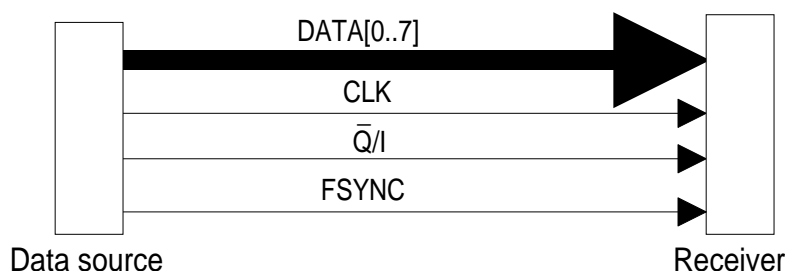 DATA[0..7]
CLK
Q̅/I
FSYNC
Data source
Receiver